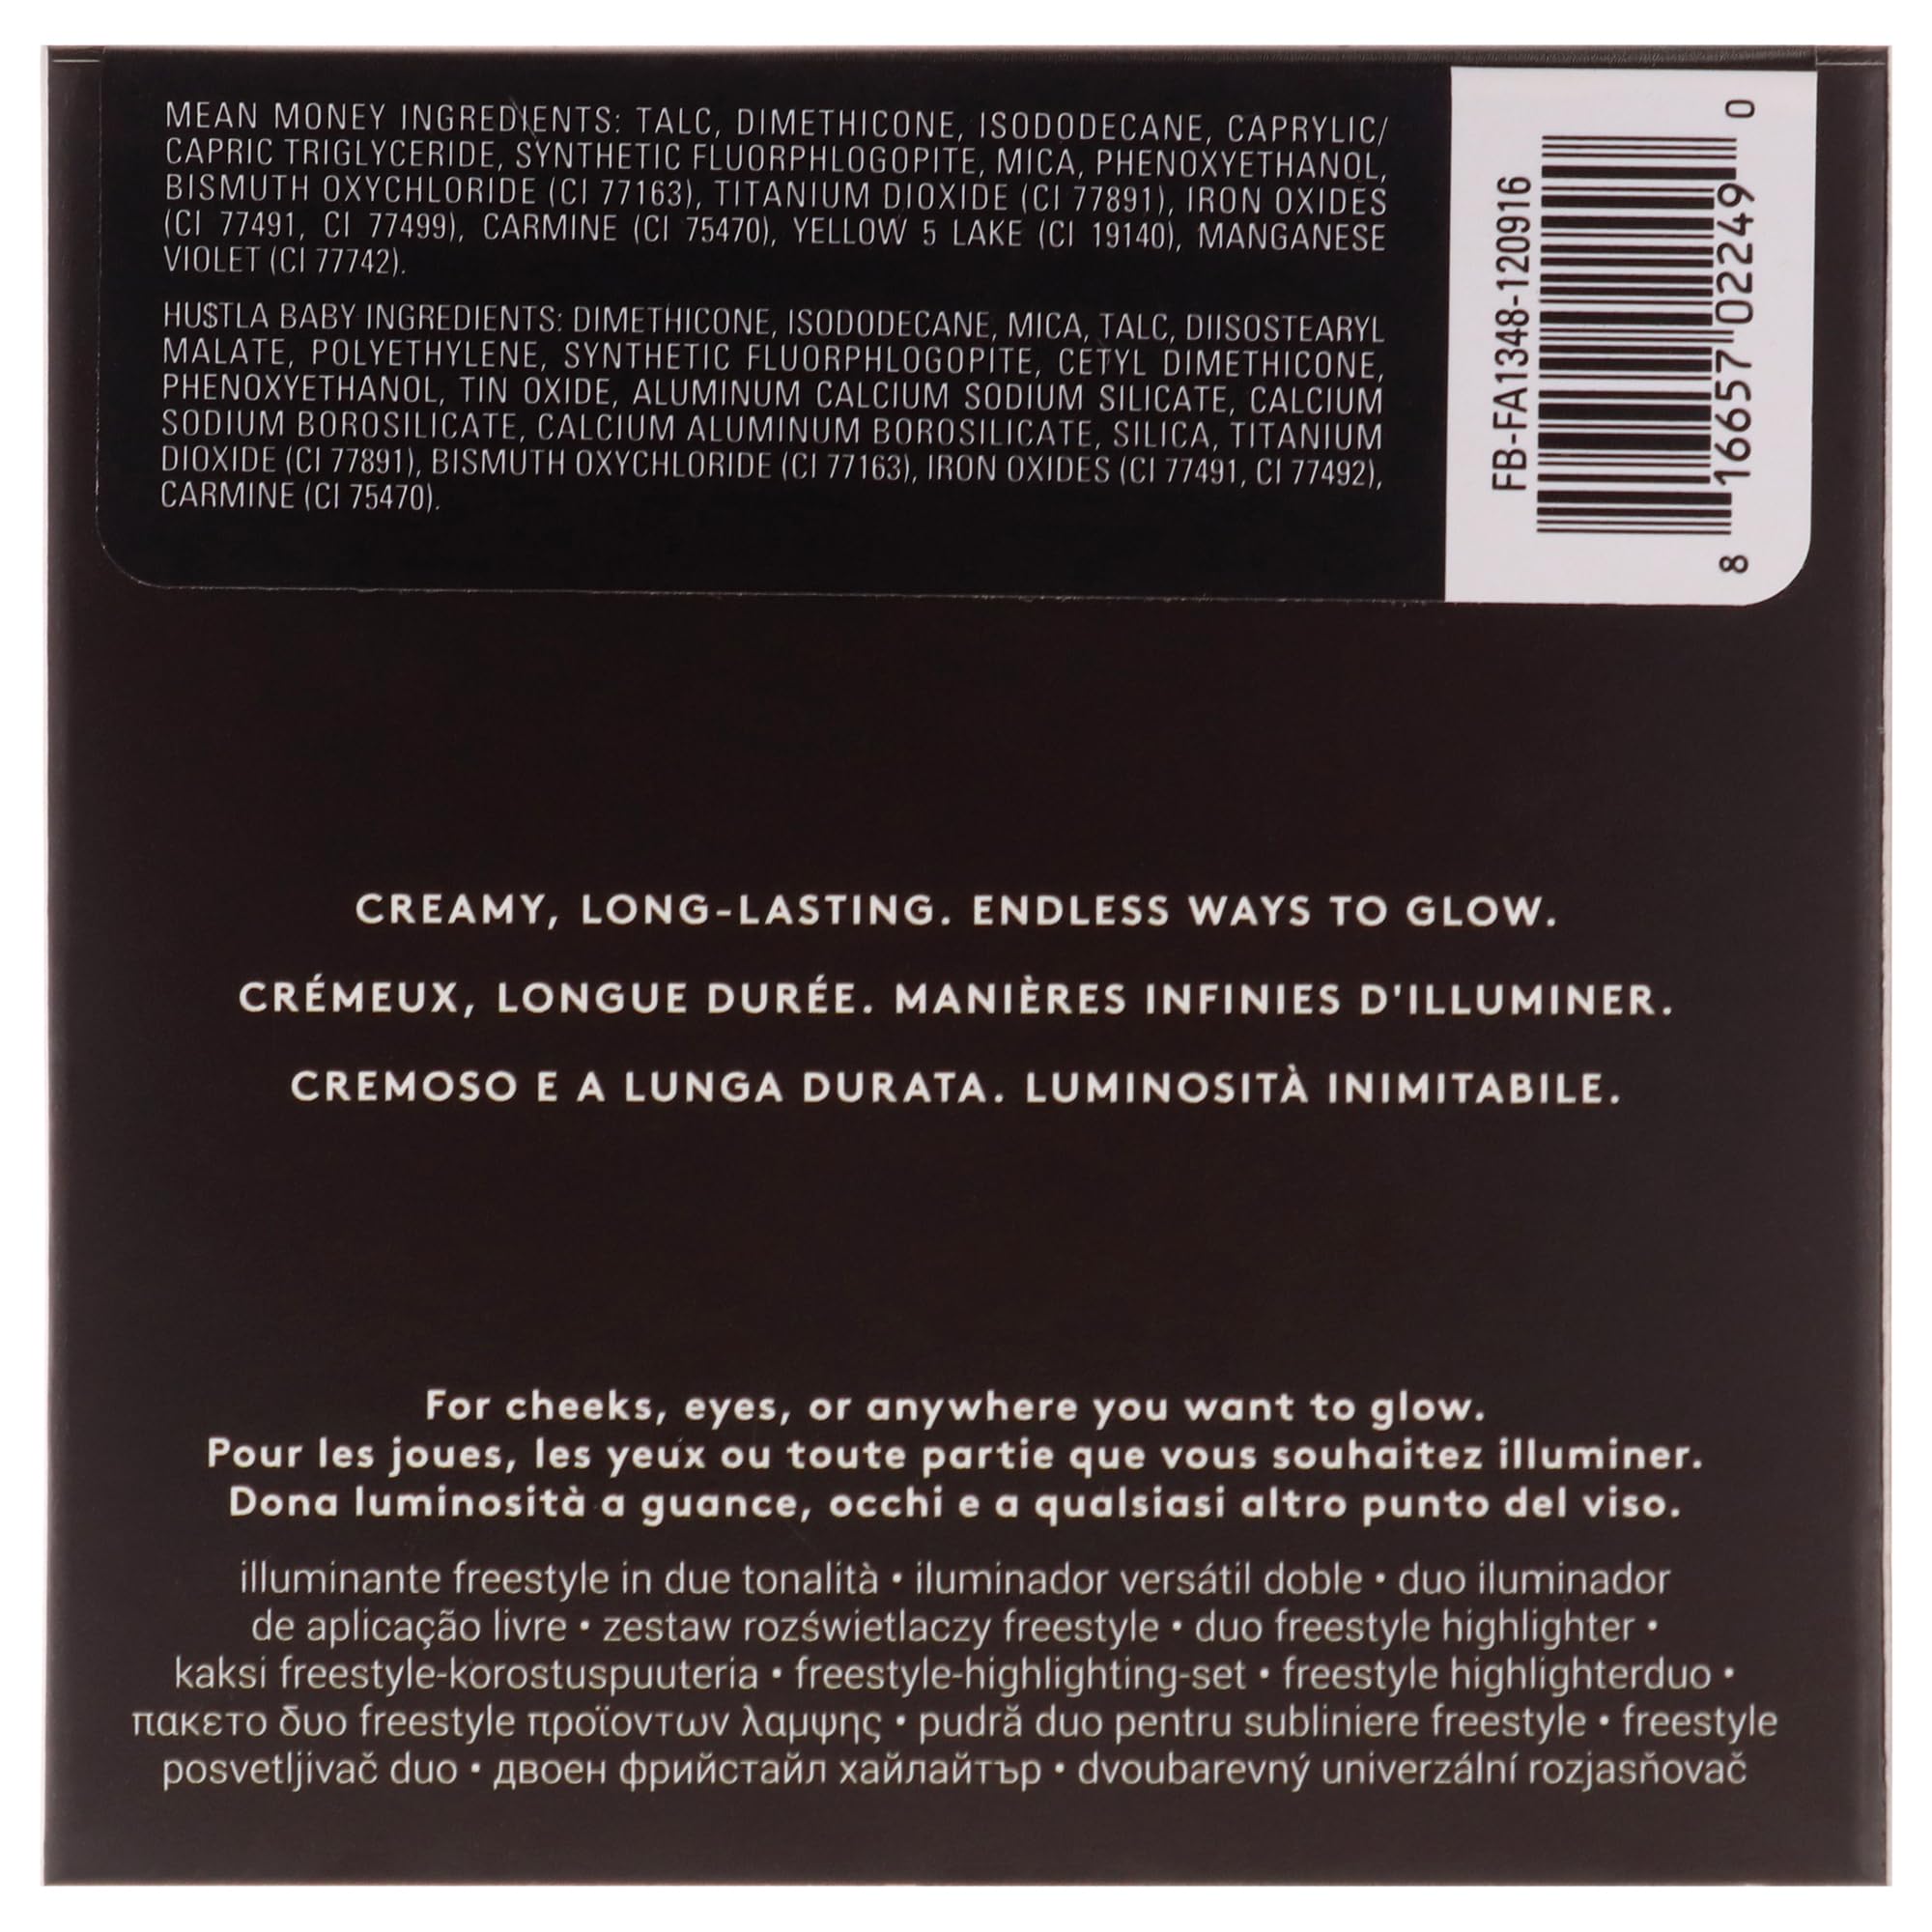 MEAN MONEY INGREDIENTS: TALC, DIMETHICONE, ISODODECANE, CAPRYLIC/
CAPRIC TRIGLYCERIDE, SYNTHETIC FLUORPHLOGOPITE, MICA, PHENOXYETHANOL,
BISMUTH OXYCHLORIDE (CI 77163), TITANIUM DIOXIDE (CI 77891), IRON OXIDES
(CI 77491, CI 77499), CARMINE (CI 75470), YELLOW 5 LAKE (CI 19140), MANGANESE
VIOLET (CI 77742).
HU$TLA BABY INGREDIENTS: DIMETHICONE, ISODODECANE, MICA, TALC, DIISOSTEARYL
MALATE, POLYETHYLENE, SYNTHETIC FLUORPHLOGOPITE, CETYL DIMETHICONE,
PHENOXYETHANOL, TIN OXIDE, ALUMINUM CALCIUM SODIUM SILICATE, CALCIUM
SODIUM BOROSILICATE, CALCIUM ALUMINUM BOROSILICATE, SILICA, TITANIUM
DIOXIDE (CI 77891), BISMUTH OXYCHLORIDE (CI 77163), IRON OXIDES (CI 77491, CI 77492),
CARMINE (CI 75470).
FB-FA1348-120916
8 16657 02249 0
CREAMY, LONG-LASTING. ENDLESS WAYS TO GLOW.
CRÉMEUX, LONGUE DURÉE. MANIÈRES INFINIES D'ILLUMINER.
CREMOSO E A LUNGA DURATA. LUMINOSITÀ INIMITABILE.
For cheeks, eyes, or anywhere you want to glow.
Pour les joues, les yeux ou toute partie que vous souhaitez illuminer.
Dona luminosità a guance, occhi e a qualsiasi altro punto del viso.
illuminante freestyle in due tonalità • iluminador versátil doble • duo iluminador
de aplicação livre • zestaw rozświetlaczy freestyle • duo freestyle highlighter •
kaksi freestyle-korostuspuuteria • freestyle-highlighting-set • freestyle highlighterduo •
πακετο δυο freestyle προϊοντων λαμψης • pudră duo pentru subliniere freestyle • freestyle
posvetljivač duo • двоен фрийстайл хайлайтър • dvoubarevný univerzální rozjasňovač